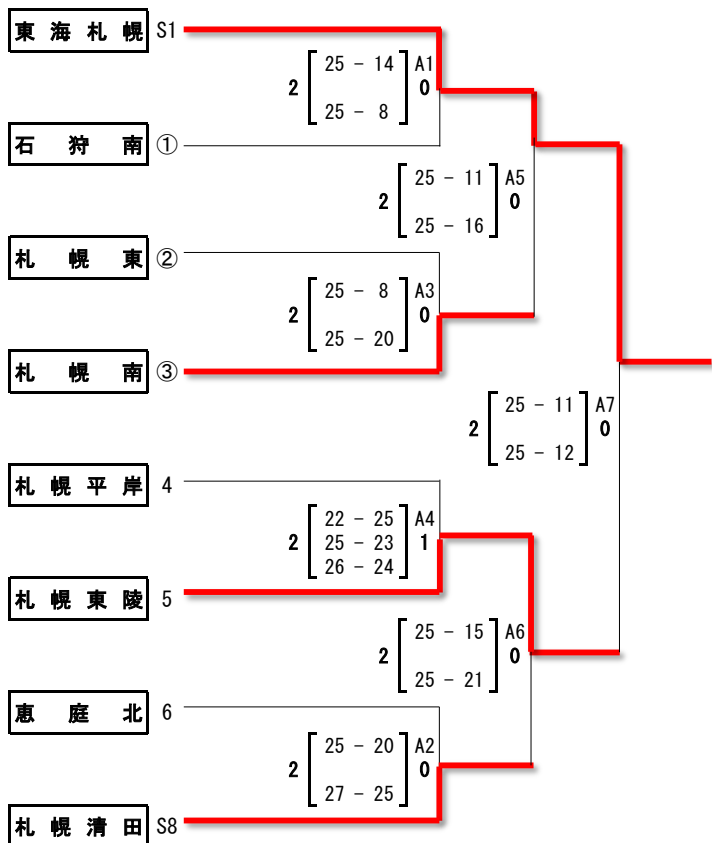 東海札幌 S1
25 - 14 A1
2 0
25 - 8
石狩南 ①
25 - 11 A5
2 0
25 - 16
札幌東 ②
25 - 8 A3
2 0
25 - 20
札幌南 ③
25 - 11 A7
2 0
25 - 12
札幌平岸 4
22 - 25 A4
2 25 - 23 1
26 - 24
札幌東陵 5
25 - 15 A6
2 0
25 - 21
恵庭北 6
25 - 20 A2
2 0
27 - 25
札幌清田 S8